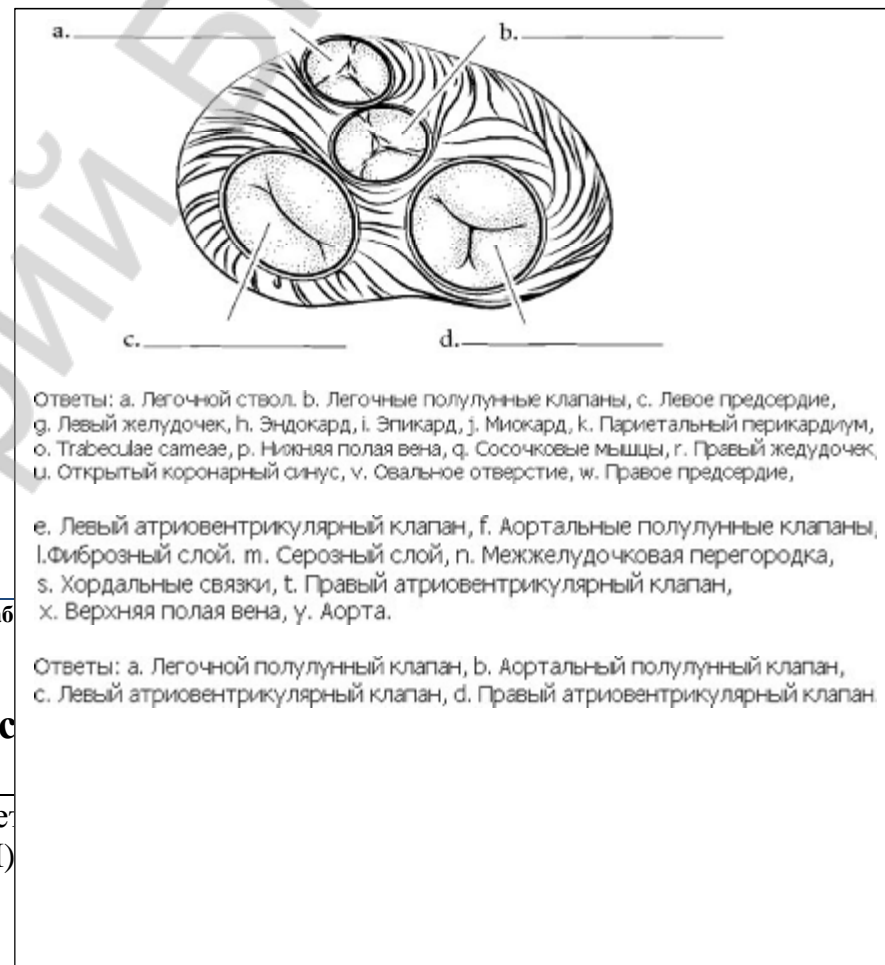 a.
b.
c.
d.
Ответы: a. Легочной ствол. b. Легочные полулунные клапаны, c. Левое предсердие,
g. Левый желудочек, h. Эндокард, i. Эпикард, j. Миокард, k. Париетальный перикардиум,
o. Trabeculae cameae, p. Нижняя полая вена, q. Сосочковые мышцы, r. Правый жедудочек,
u. Открытый коронарный синус, v. Овальное отверстие, w. Правое предсердие,
e. Левый атриовентрикулярный клапан, f. Аортальные полулунные клапаны,
l.Фиброзный слой. m. Серозный слой, n. Межжелудочковая перегородка,
s. Хордальные связки, t. Правый атриовентрикулярный клапан,
x. Верхняя полая вена, y. Аорта.
Ответы: a. Легочной полулунный клапан, b. Аортальный полулунный клапан,
c. Левый атриовентрикулярный клапан, d. Правый атриовентрикулярный клапан.